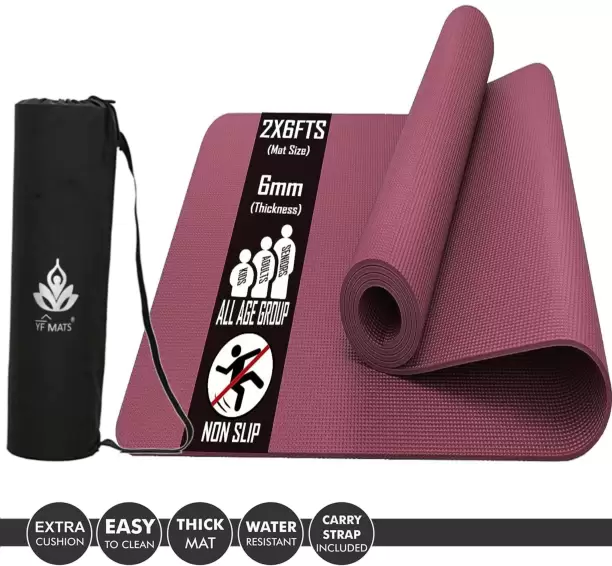 2X6FTS
(Mat Size)
6mm
(Thickness)
KIDS
ADULTS
SENIORS
ALL AGE GROUP
NON SLIP
YF MATS®
EXTRA
CUSHION
EASY
TO CLEAN
THICK
MAT
WATER
RESISTANT
CARRY
STRAP
INCLUDED